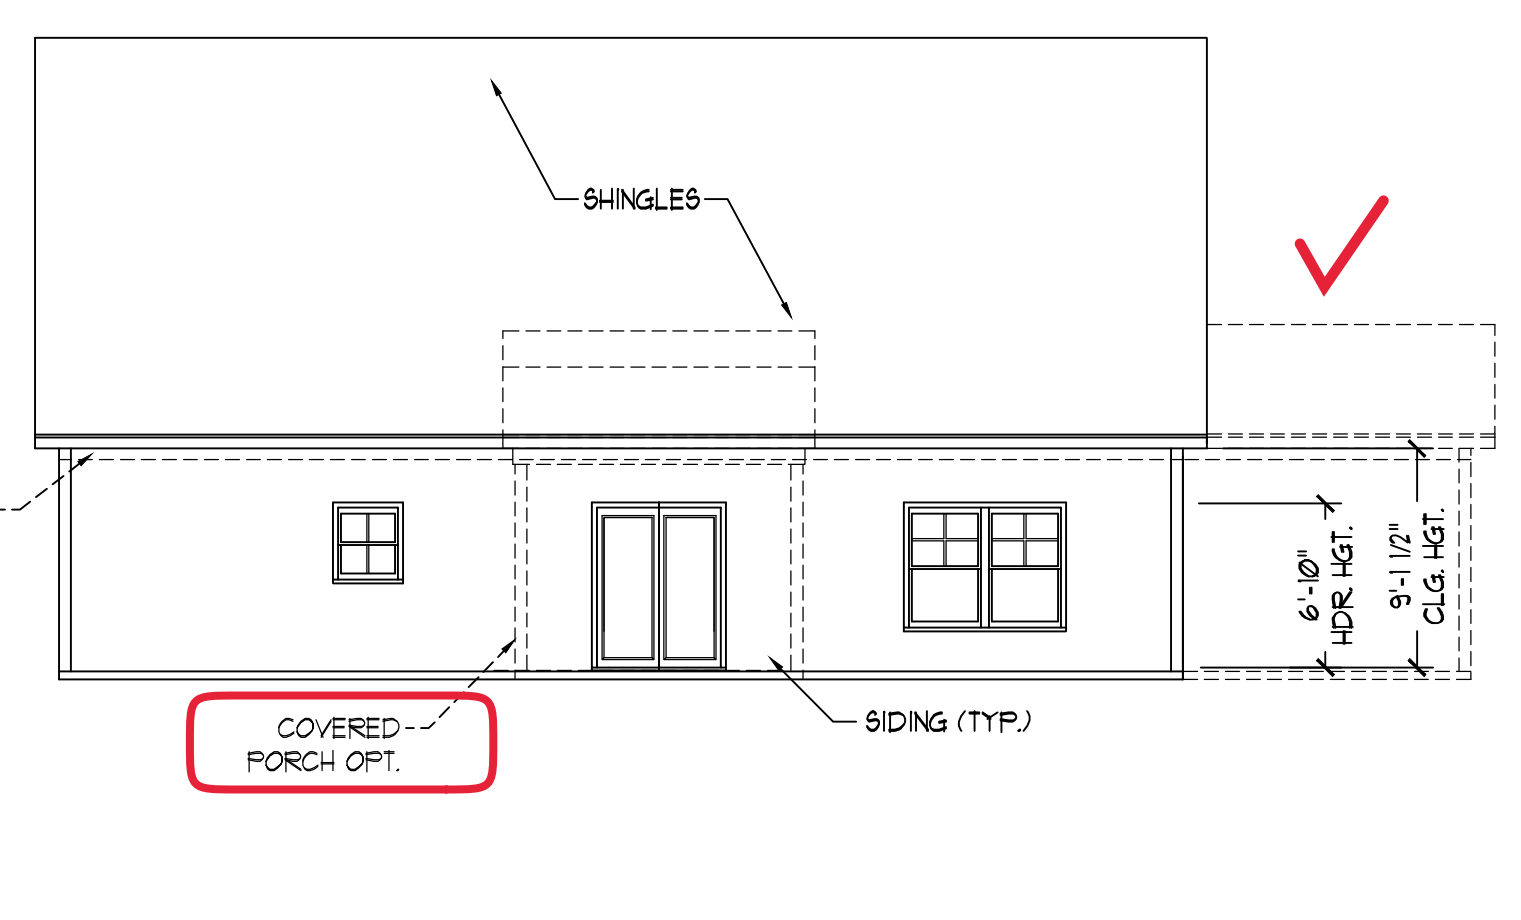 SHINGLES
6'-10"
HDR. HGT.
9'-1 1/2"
CLG. HGT.
COVERED
PORCH OPT.
SIDING (TYP.)